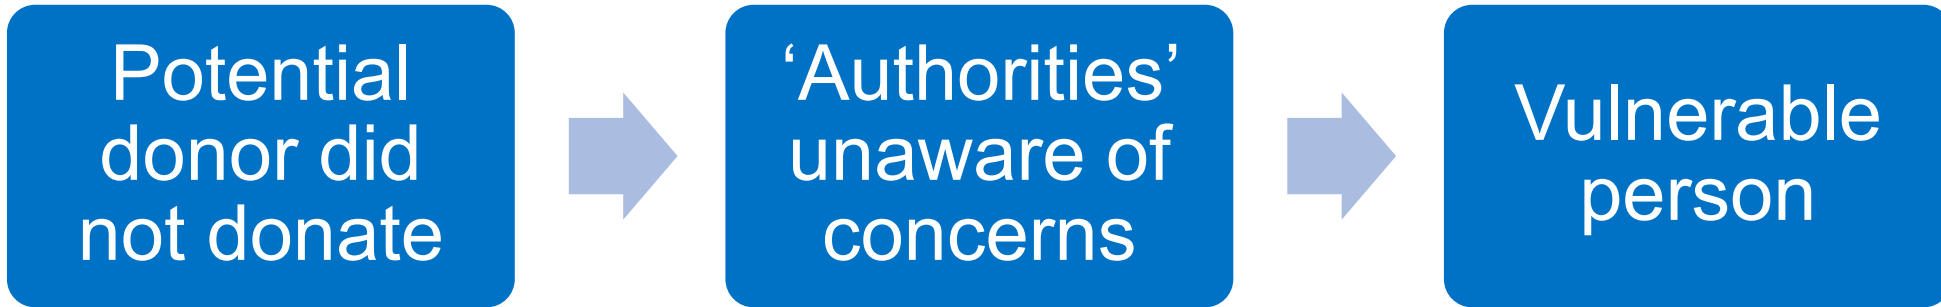 Potential
donor did
not donate
‘Authorities’
unaware of
concerns
Vulnerable
person